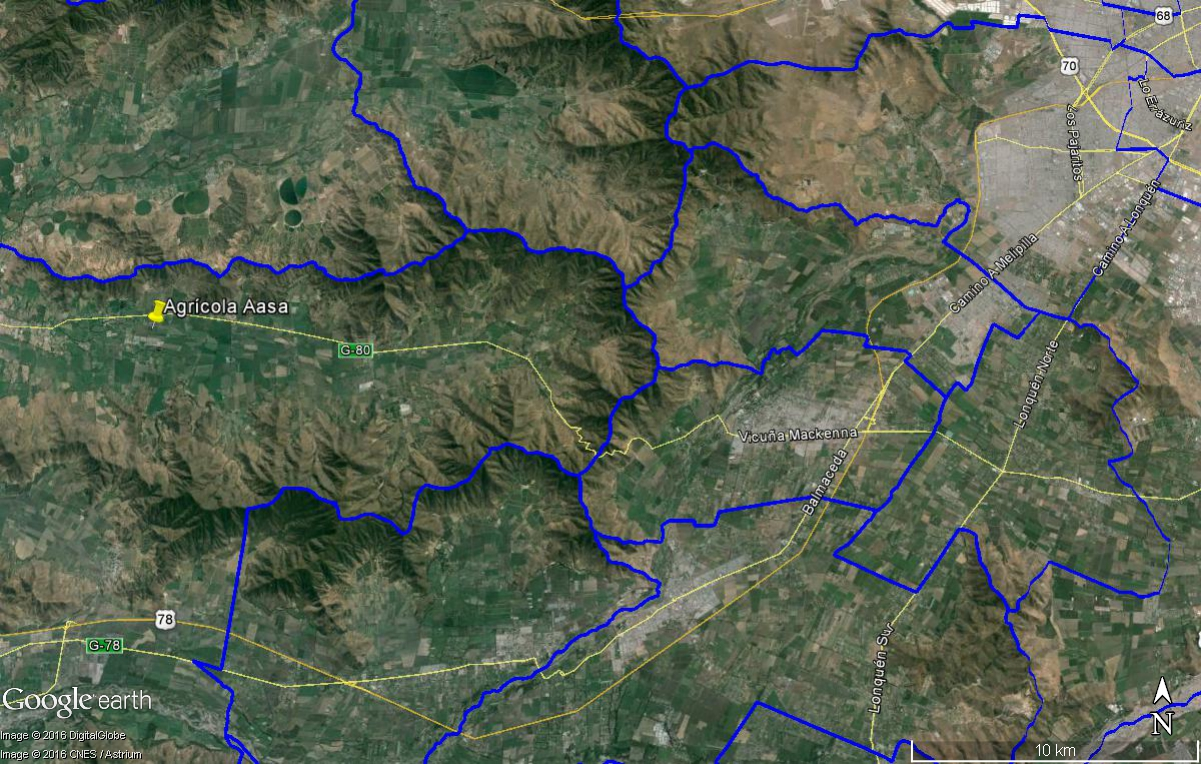 68
70
Lo Errázuriz
Los Pajaritos
Camino A Lonquén
Camino A Melipilla
Agrícola Aasa
G-80
Lonquén Norte
Vicuña Mackenna
Balmaceda
78
G-78
Lonquén Sur
Google earth
N
Image © 2016 DigitalGlobe
Image © 2016 CNES / Astrium
10 km